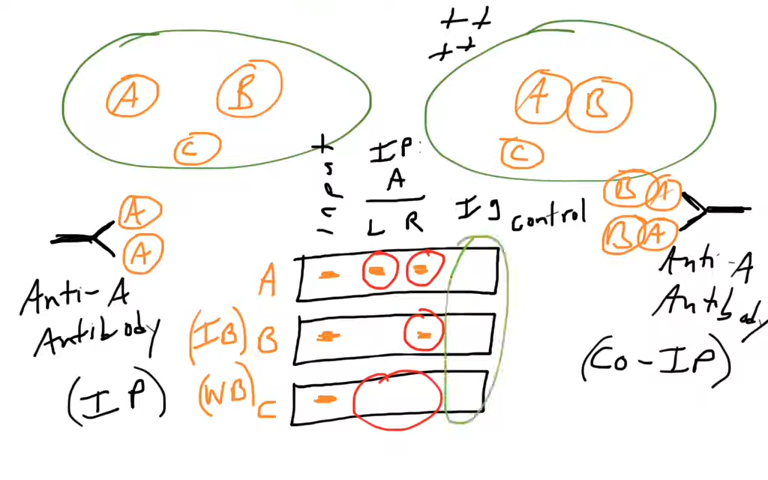 A B
C
A B
C
Input
IP:
A
L R
Ig control
A
A
Anti-A
Antibody
(IP)
A
(IB) B
(WB) C
B A
B A
Anti-A
Antibody
(Co-IP)